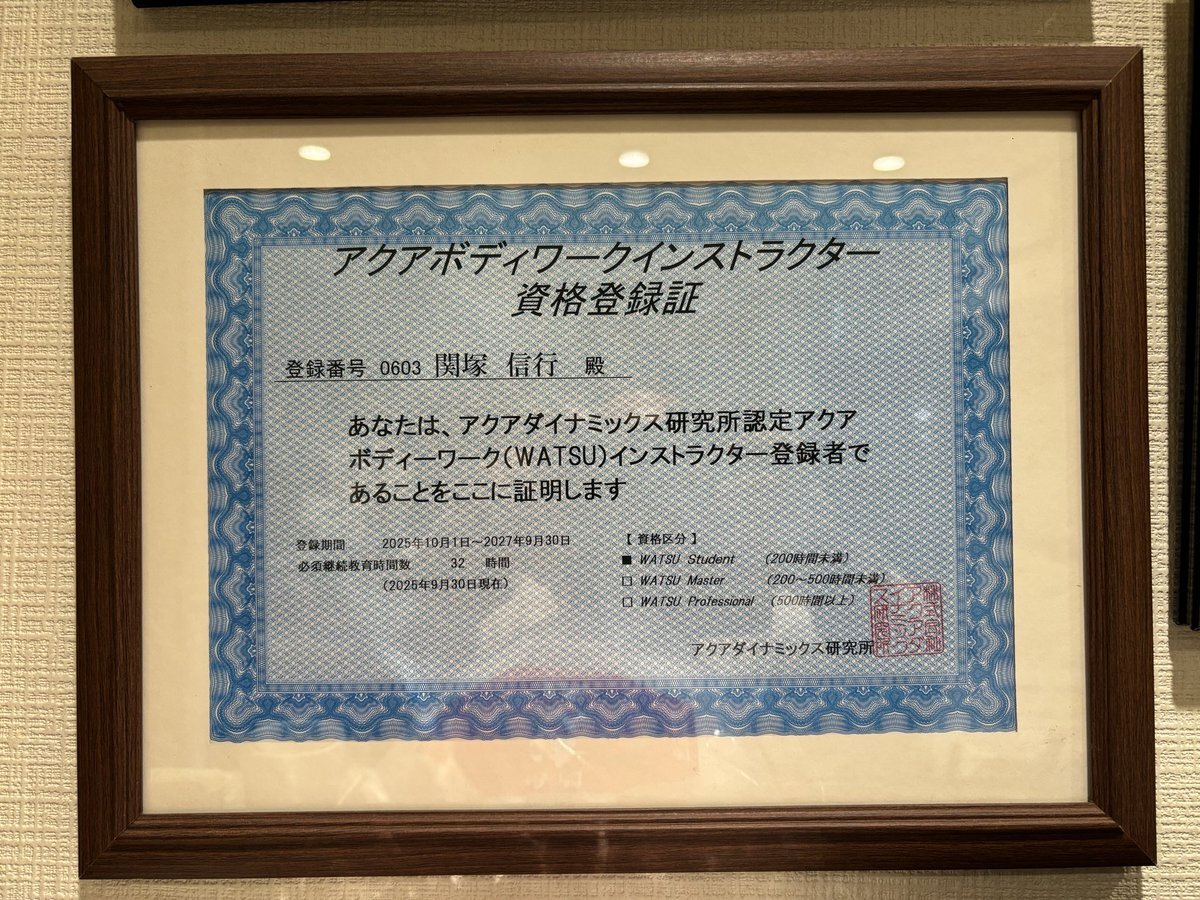 アクアボディワークインストラクター
資格登録証
登録番号 0603 関塚 信行 殿
あなたは、アクアダイナミックス研究所認定アクア
ボディーワーク(WATSU)インストラクター登録者で
あることをここに証明します
登録期間 2025年10月1日~2027年9月30日
必須継続教育時間数 32 時間
(2025年9月30日現在)
【 資格区分 】
■ WATSU Student (200時間未満)
□ WATSU Master (200~500時間未満)
□ WATSU Professional (500時間以上)
アクアダイナミックス研究所